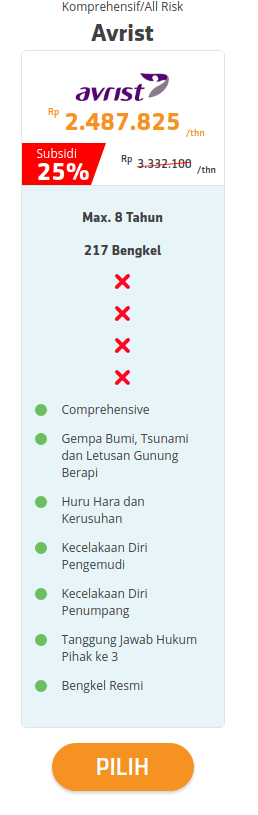 Komprehensif/All Risk
Avrist
avrist
Rp 2.487.825 /thn
Subsidi
25%
Rp 3.332.100 /thn
Max. 8 Tahun
217 Bengkel
Comprehensive
Gempa Bumi, Tsunami
dan Letusan Gunung
Berapi
Huru Hara dan
Kerusuhan
Kecelakaan Diri
Pengemudi
Kecelakaan Diri
Penumpang
Tanggung Jawab Hukum
Pihak ke 3
Bengkel Resmi
PILIH